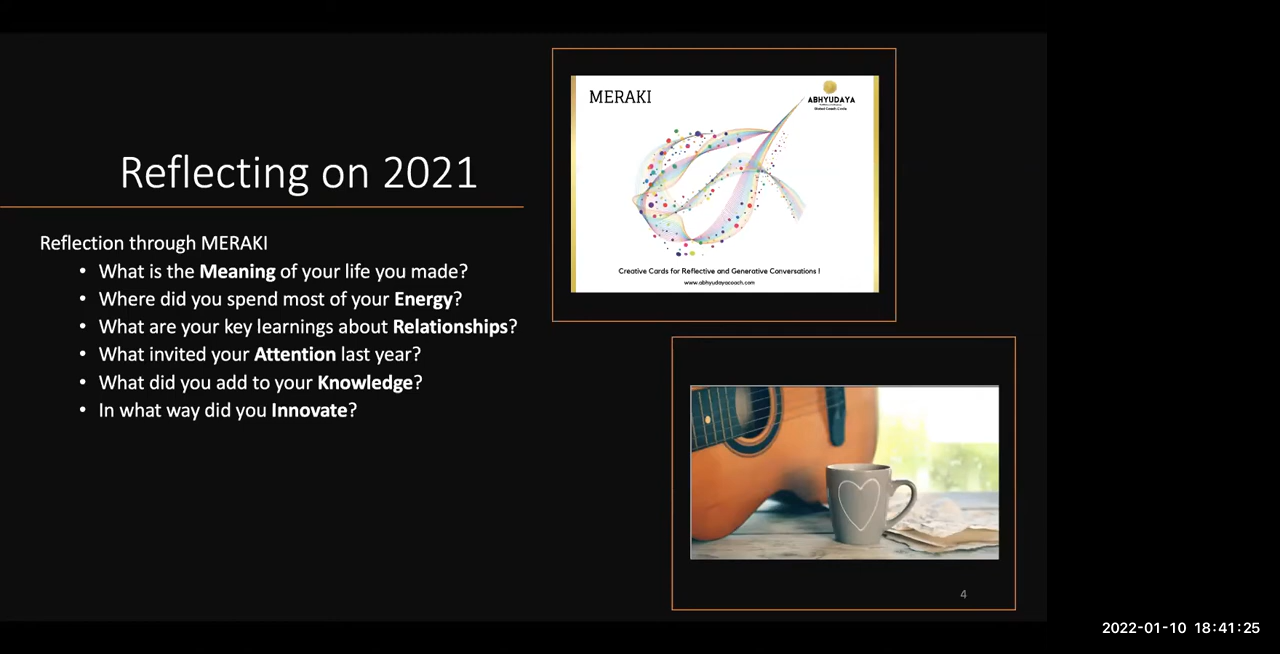 Reflecting on 2021
Reflection through MERAKI
• What is the Meaning of your life you made?
• Where did you spend most of your Energy?
• What are your key learnings about Relationships?
• What invited your Attention last year?
• What did you add to your Knowledge?
• In what way did you Innovate?
MERAKI
ABHYUDAYA
Creative Cards for Reflective and Generative Conversations !
www.abhyudayacoach.com
4
2022-01-10 18:41:25